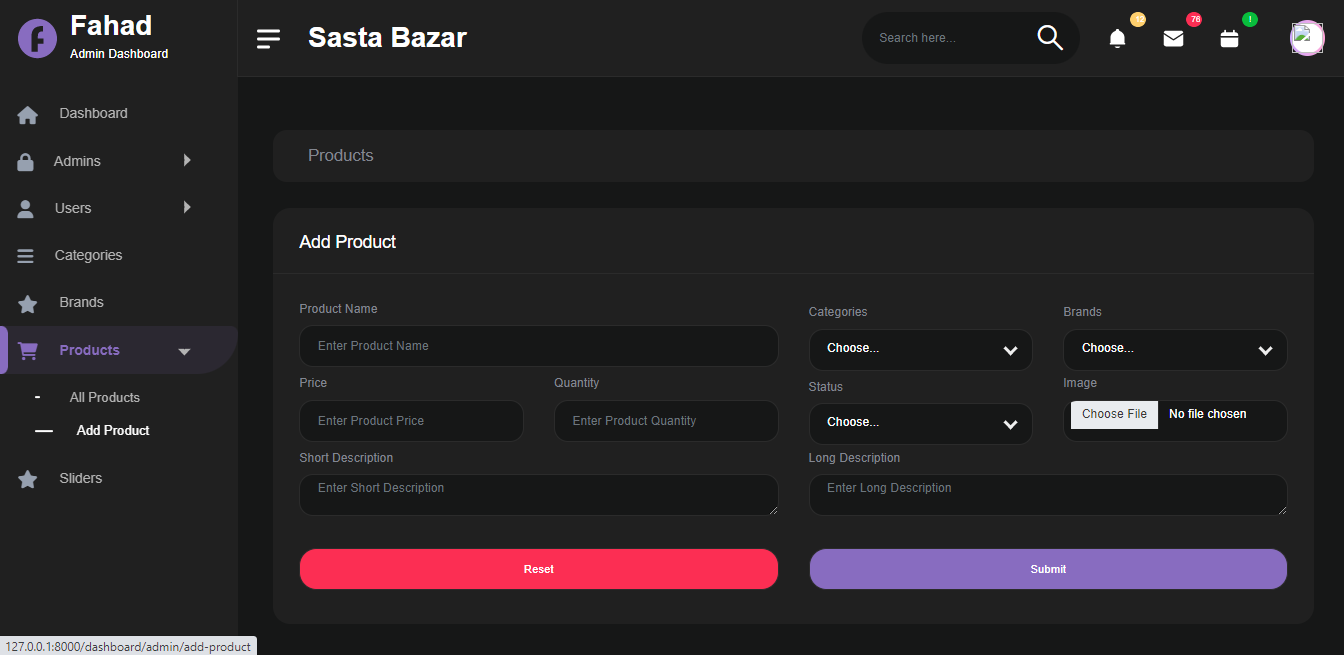 Fahad
Admin Dashboard
Sasta Bazar
Search here...
13
76
!
Dashboard
Admins
Users
Categories
Brands
Products
All Products
Add Product
Sliders
Products
Add Product
Product Name
Enter Product Name
Categories
Brands
Choose...
Choose...
Price
Quantity
Enter Product Price
Enter Product Quantity
Status
Image
Choose...
Choose File No file chosen
Short Description
Enter Short Description
Long Description
Enter Long Description
Reset
Submit
127.0.0.1:8000/dashboard/admin/add-product